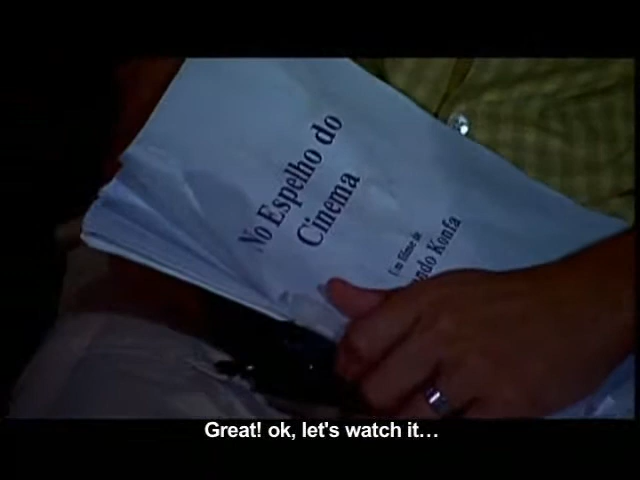 No Espelho do
Cinema
Um filme de
ndo Konfa
Great! ok, let's watch it...